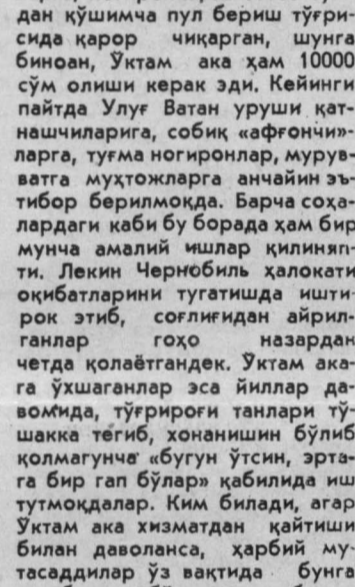 дан қўшимча пул бериш тўғри-
сида қарор чиқарган, шунга
биноан, Ўктам ака ҳам 10000
сўм олиши керак эди. Кейинги
пайтда Улуғ Ватан уруши қат-
нашчиларига, собиқ «афғончи»-
ларга, туғма ногиронлар, мурув-
ватга муҳтожларга анчайин эъ-
тибор берилмоқда. Барча соҳа-
лардаги каби бу борада ҳам бир
мунча амалий ишлар қилиняп-
ти. Лекин Чернобиль ҳалокати
оқибатларини тугатишда ишти-
рок этиб, соғлиғидан айрил-
ганлар гоҳо назардан
четда қолаётгандек. Ўктам ака-
га ўхшаганлар эса йиллар да-
вомида, тўғрироғи танлари тў-
шакка тегиб, хонанишин бўлиб
қолмагунча «бугун ўтсин, эрта-
га бир гап бўлар» қабилида иш
тутмоқдалар. Ким билади, агар
Ўктам ака хизматдан қайтиши
билан даволанса, ҳарбий му-
тасаддилар ўз вақтида бунга